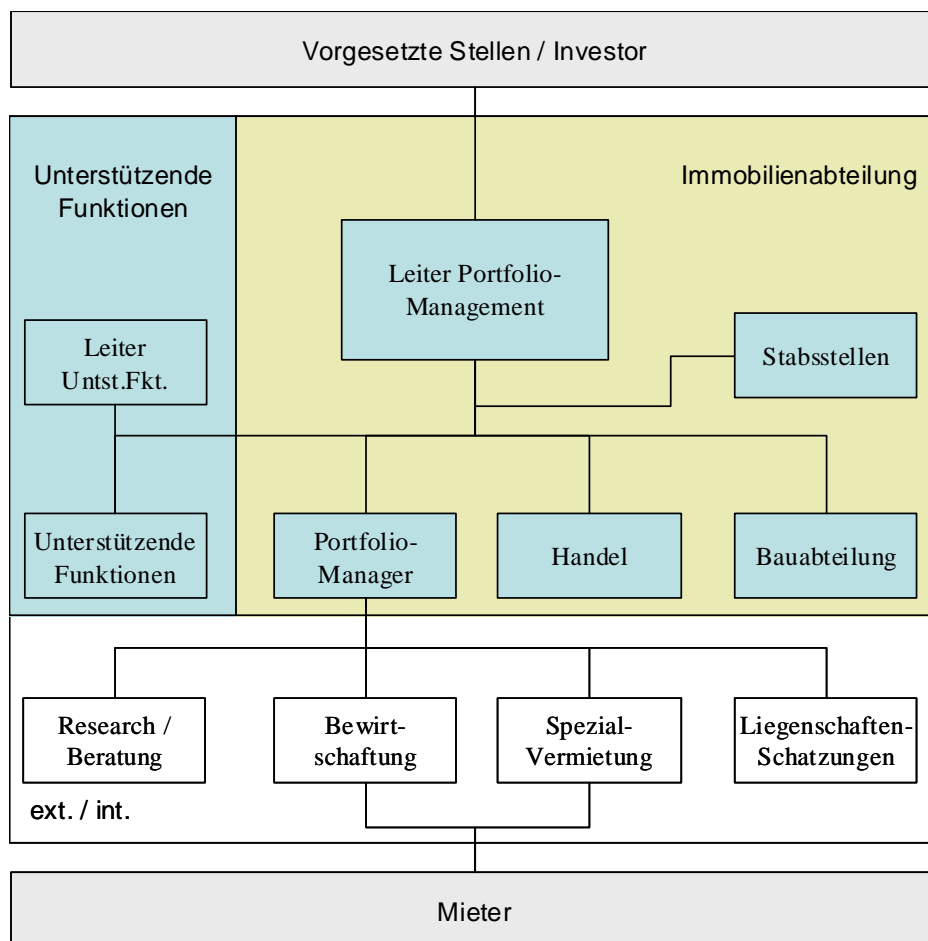 Vorgesetzte Stellen / Investor
Unterstützende
Funktionen
Immobilienabteilung
Leiter Portfolio-
Management
Leiter
Untst.Fkt.
Stabsstellen
Unterstützende
Funktionen
Portfolio-
Manager
Handel
Bauabteilung
Research /
Beratung
Bewirt-
schaftung
Spezial-
Vermietung
Liegenschaften-
Schatzungen
ext. / int.
Mieter